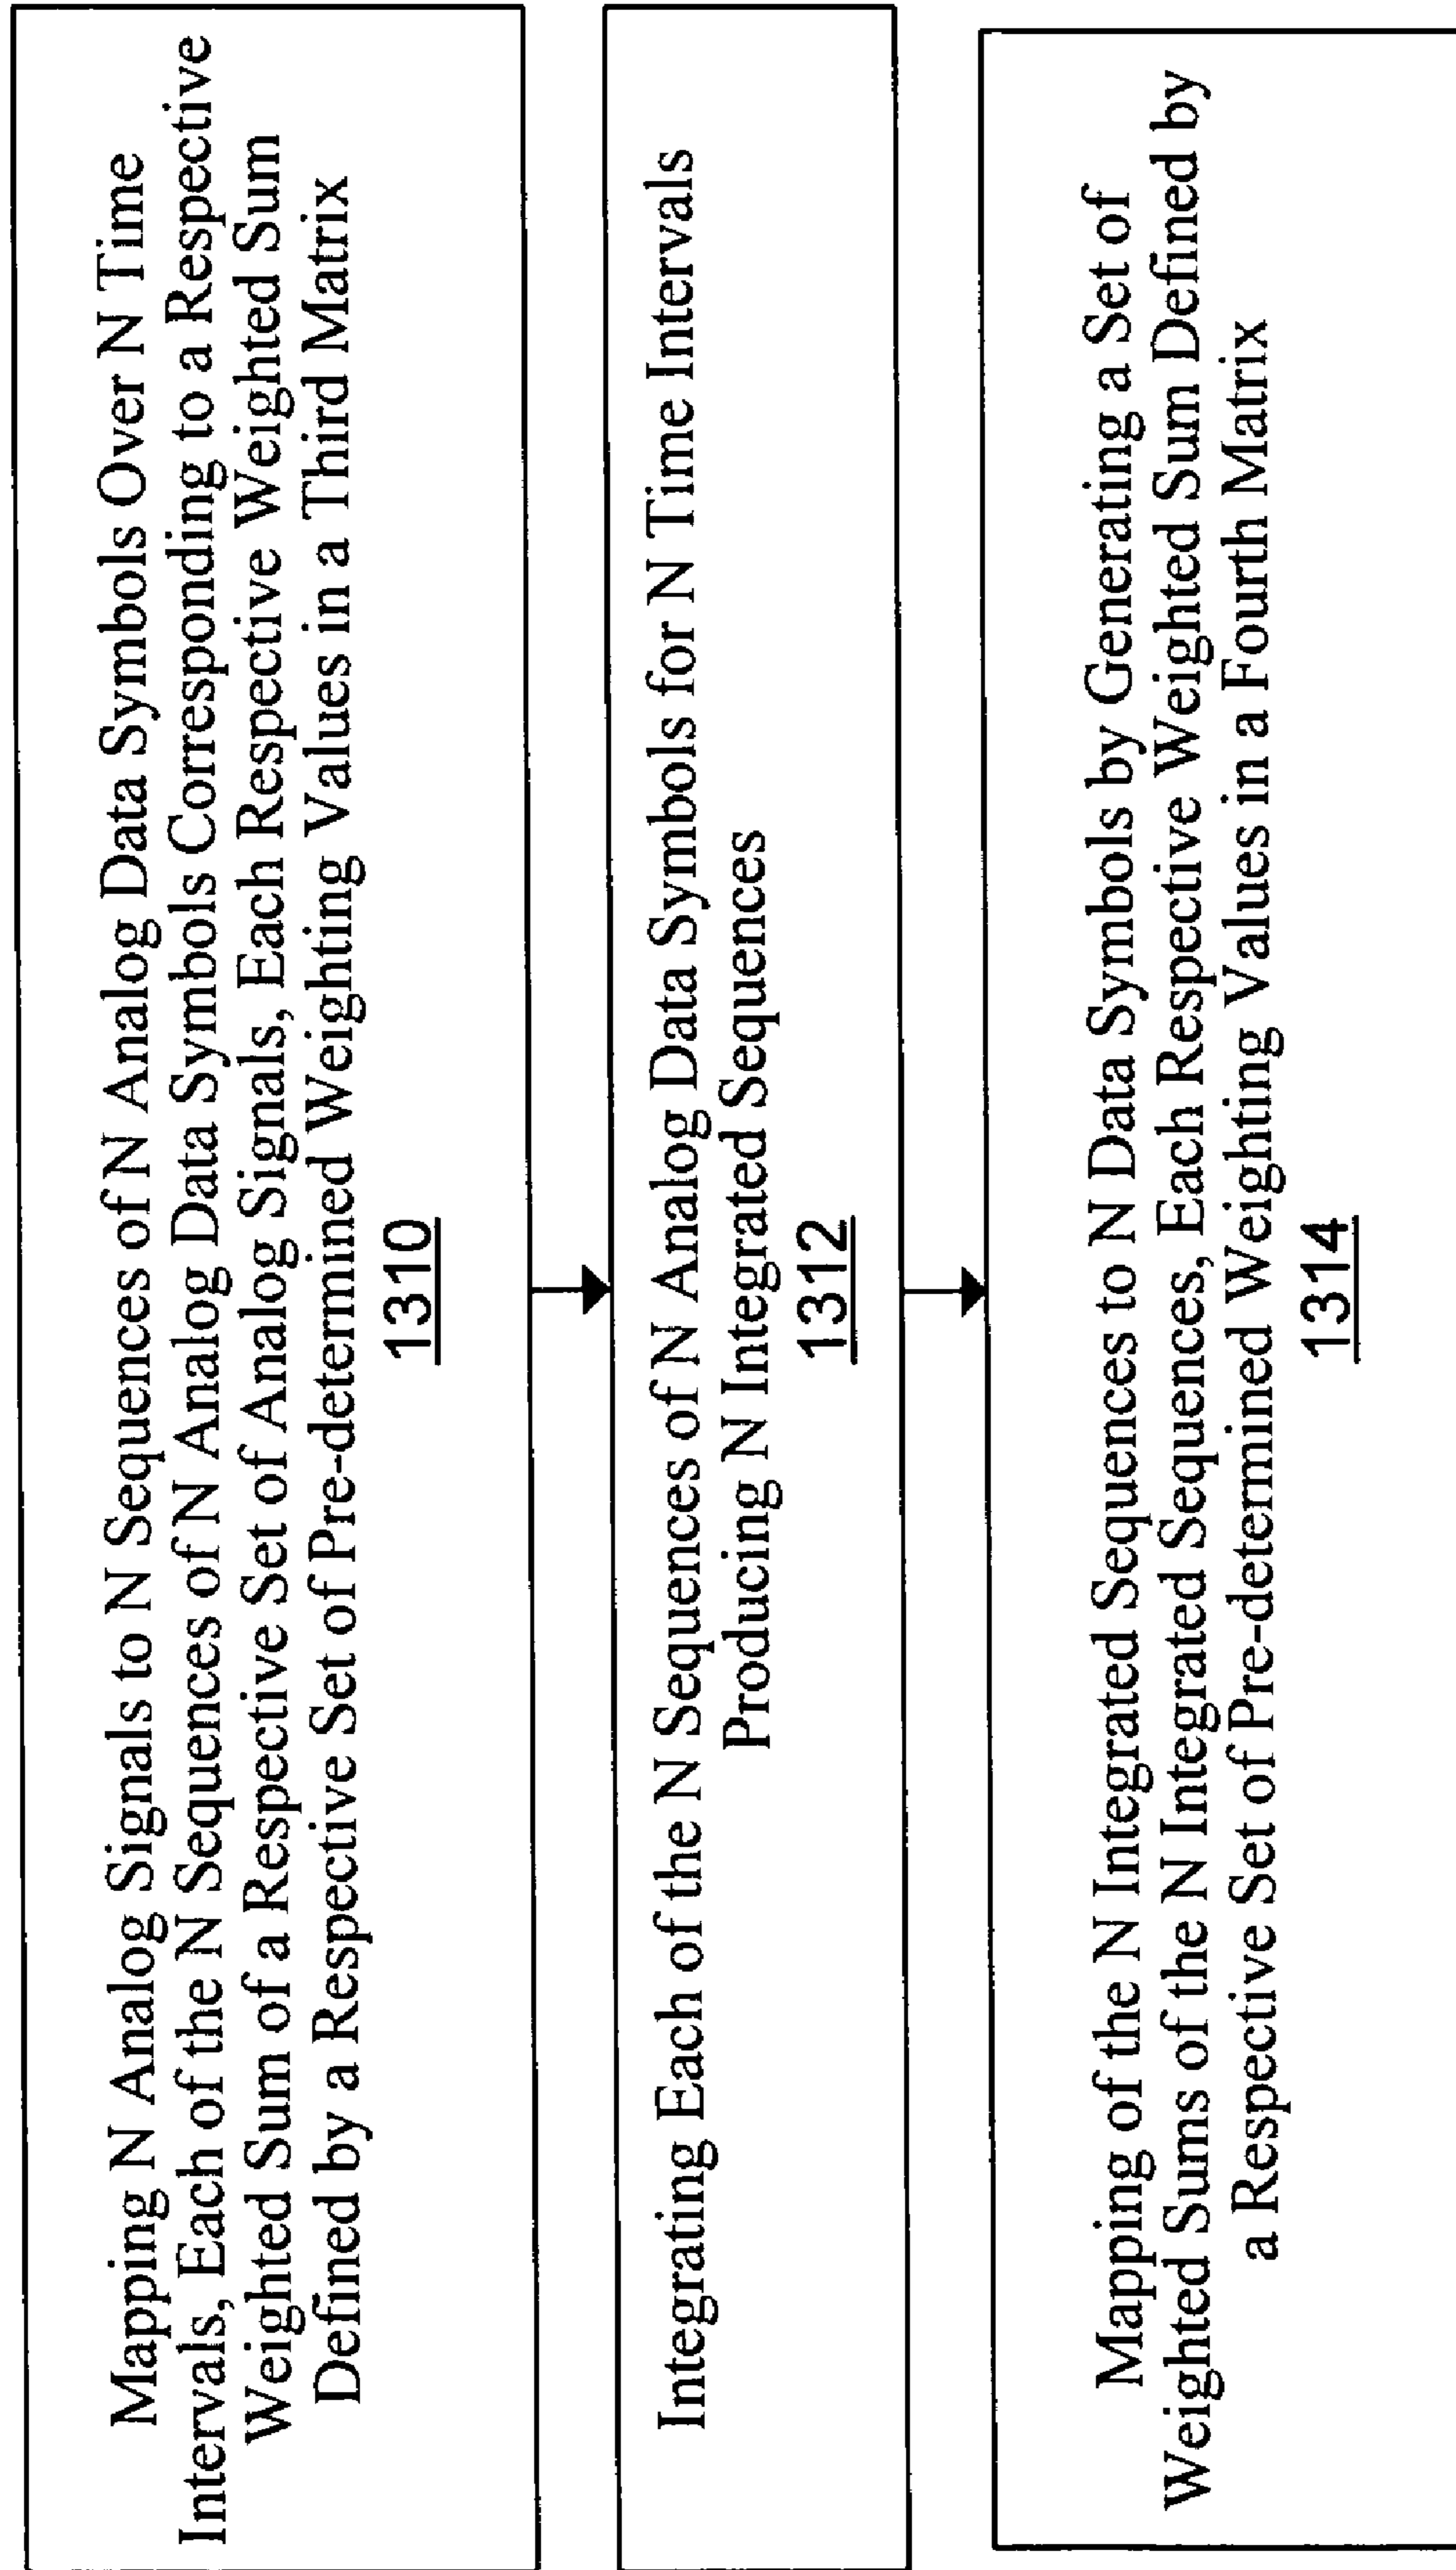 Mapping N Analog Signals to N Sequences of N Analog Data Symbols Over N Time
Intervals, Each of the N Sequences of N Analog Data Symbols Corresponding to a Respective
Weighted Sum of a Respective Set of Analog Signals, Each Respective Weighted Sum
Defined by a Respective Set of Pre-determined Weighting Values in a Third Matrix
1310
Integrating Each of the N Sequences of N Analog Data Symbols for N Time Intervals
Producing N Integrated Sequences
1312
Mapping of the N Integrated Sequences to N Data Symbols by Generating a Set of
Weighted Sums of the N Integrated Sequences, Each Respective Weighted Sum Defined by
a Respective Set of Pre-determined Weighting Values in a Fourth Matrix
1314